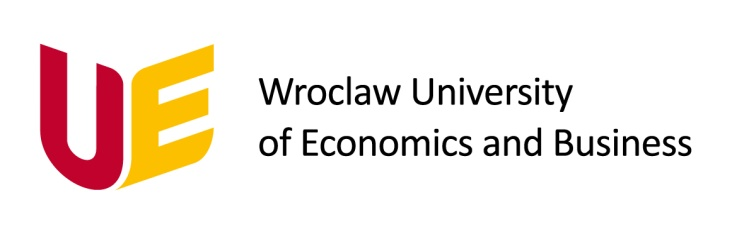 UE
Wroclaw University
of Economics and Business